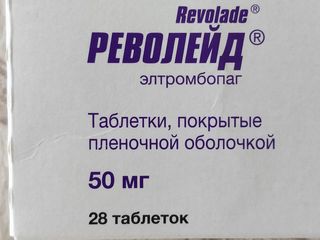 Revolade®
РЕВОЛЕЙД®
элтромбопаг
Таблетки, покрытые
пленочной оболочкой
50 мг
28 таблеток